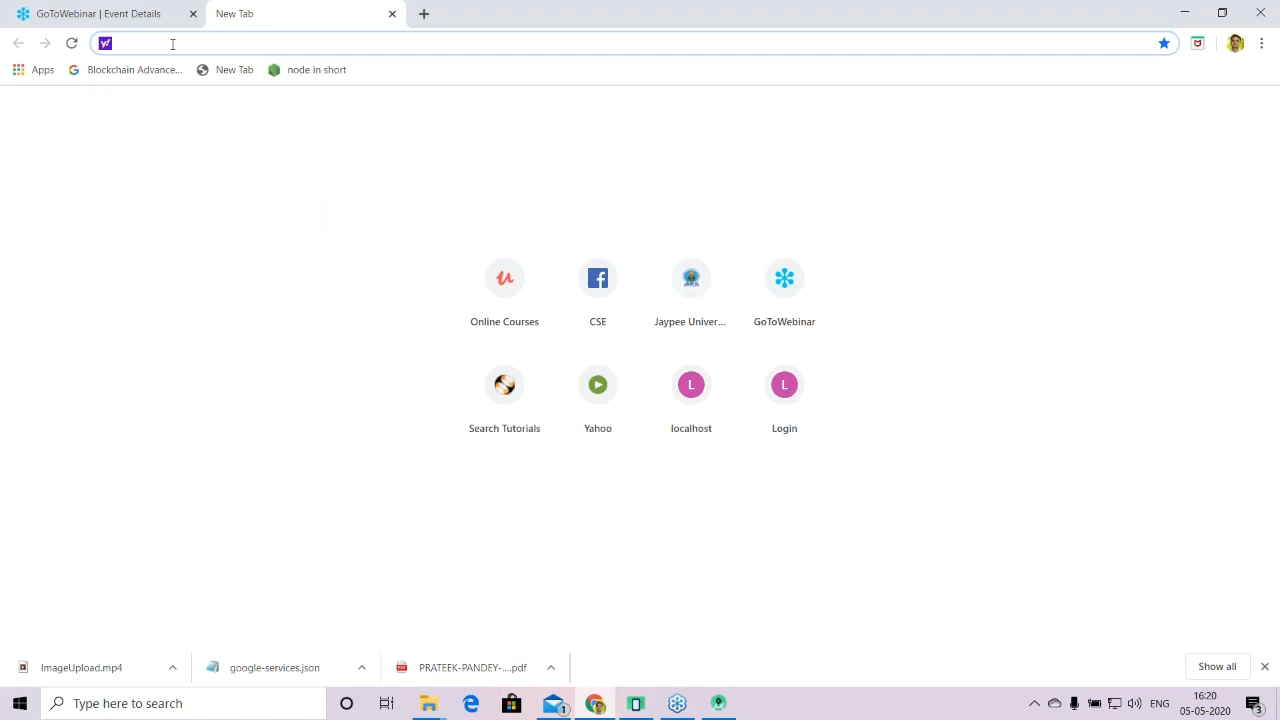 GoToWebinar | Event Details
New Tab
Apps
Blockchain Advance...
New Tab
node in short
Online Courses
CSE
Jaypee Univer...
GoToWebinar
L
L
Search Tutorials
Yahoo
localhost
Login
ImageUpload.mp4
google-services.json
PRATEEK-PANDEY-....pdf
Show all
Type here to search
1
ENG
16:20
05-05-2020
3